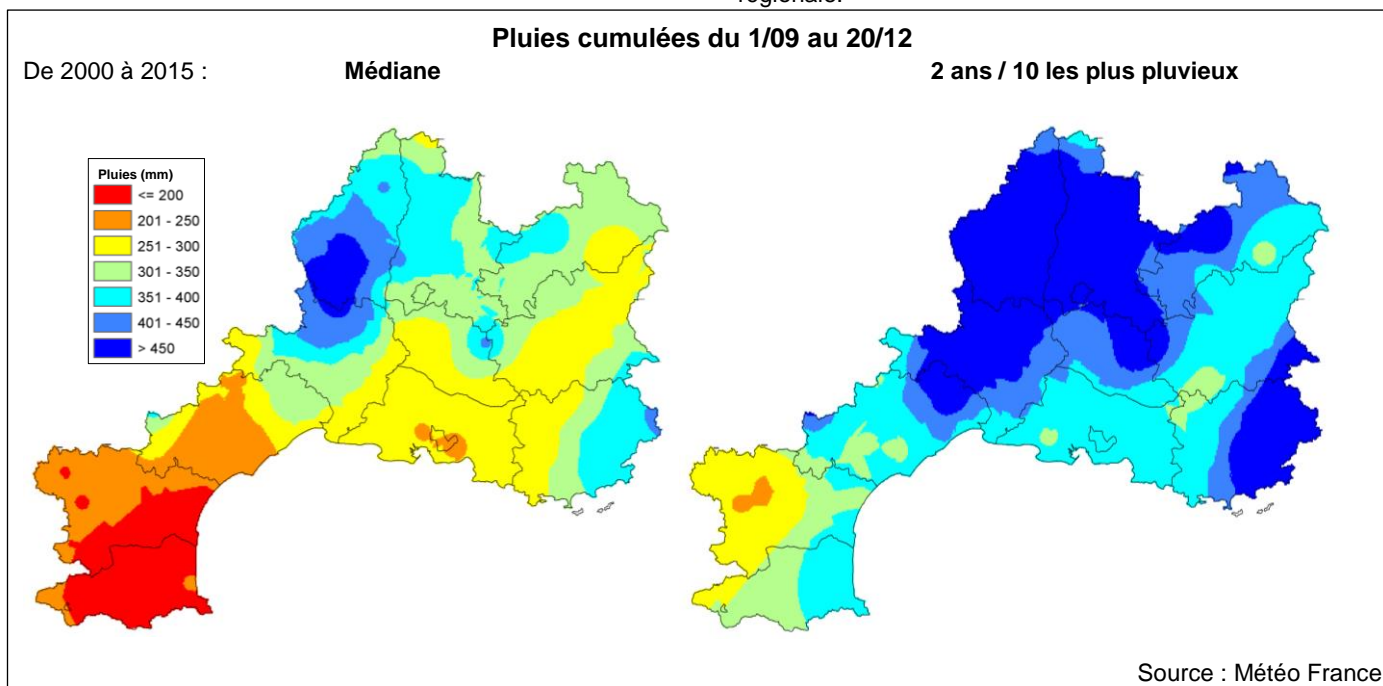 régionale.
Pluies cumulées du 1/09 au 20/12
De 2000 à 2015 : Médiane 2 ans / 10 les plus pluvieux
Pluies (mm)
<= 200
201 - 250
251 - 300
301 - 350
351 - 400
401 - 450
> 450
Source : Météo France